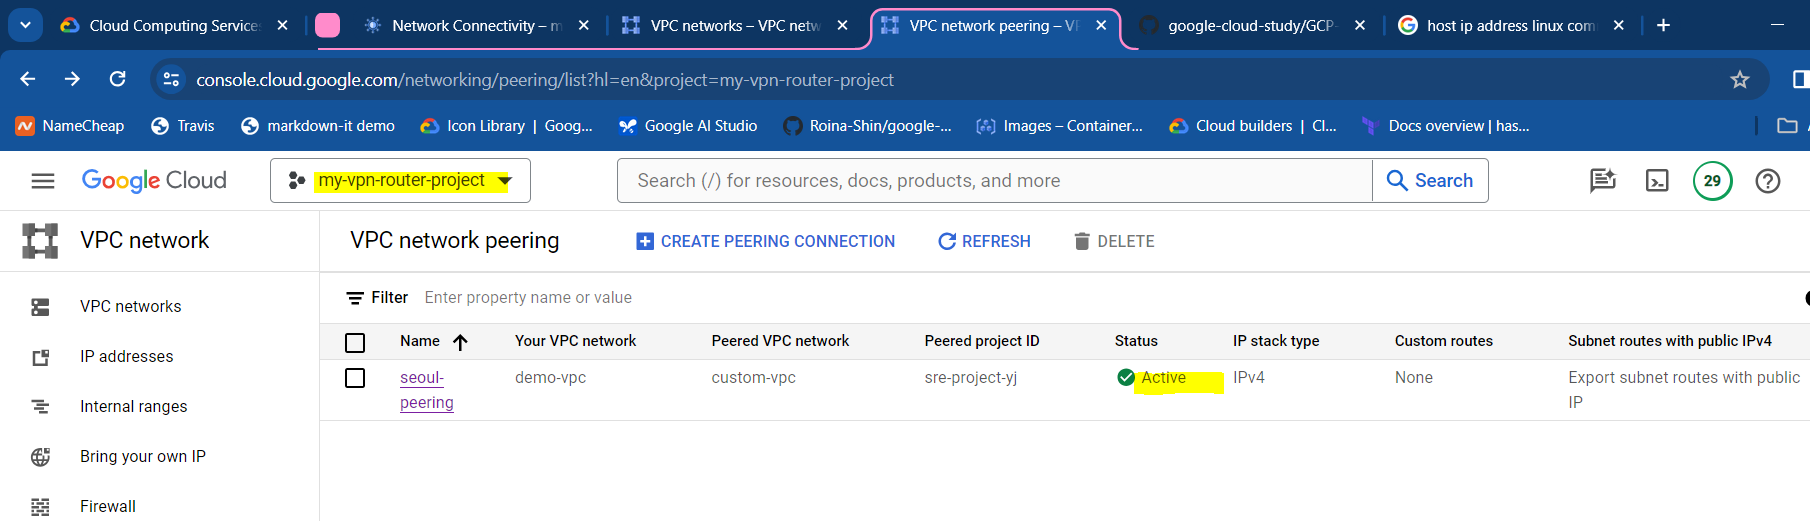 Cloud Computing Services
Network Connectivity – m
VPC networks – VPC netw
VPC network peering – VP
google-cloud-study/GCP-
host ip address linux com
console.cloud.google.com/networking/peering/list?hl=en&project=my-vpn-router-project
NameCheap
Travis
markdown-it demo
Icon Library | Goog...
Google AI Studio
Roina-Shin/google-...
Images – Container...
Cloud builders | Cl...
Docs overview | has...
Google Cloud
my-vpn-router-project
Search (/) for resources, docs, products, and more
Search
29
VPC network
VPC network peering
CREATE PEERING CONNECTION
REFRESH
DELETE
VPC networks
IP addresses
Internal ranges
Bring your own IP
Firewall
Filter Enter property name or value
Name Your VPC network Peered VPC network Peered project ID Status IP stack type Custom routes Subnet routes with public IPv4
seoul- demo-vpc custom-vpc sre-project-yj Active IPv4 None Export subnet routes with public
peering IP